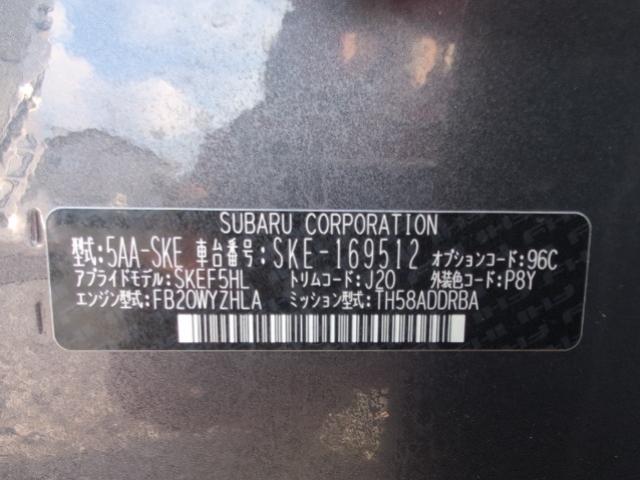 SUBARU CORPORATION
型式:5AA-SKE 車台番号:SKE-169512 オプションコード:96C
アプライドモデル:SKEF5HL トリムコード:J20 外装色コード:P8Y
エンジン型式:FB20WYZHLA ミッション型式:TH58ADDRBA